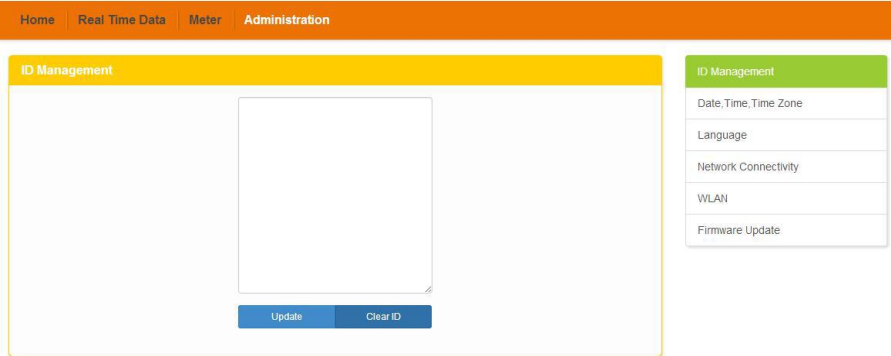 Home Real Time Data Meter Administration
ID Management
Update Clear ID
ID Management
Date,Time,Time Zone
Language
Network Connectivity
WLAN
Firmware Update